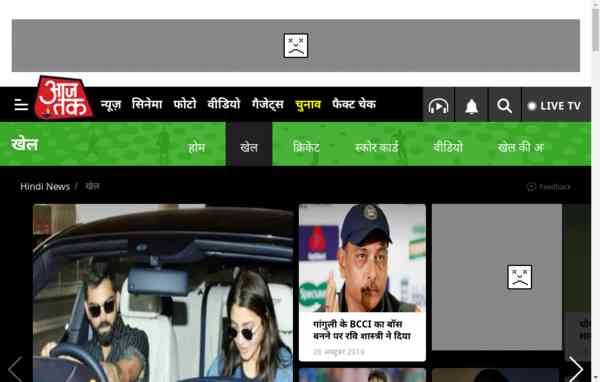 आज
तक
न्यूज़ सिनेमा फोटो वीडियो गैजेट्स चुनाव फैक्ट चेक
LIVE TV
खेल
होम खेल क्रिकेट स्कोर कार्ड वीडियो खेल की अ
Hindi News / खेल
Feedback
गांगुली के BCCI का बॉस
बनने पर रवि शास्त्री ने दिया
26 अक्टूबर 2019